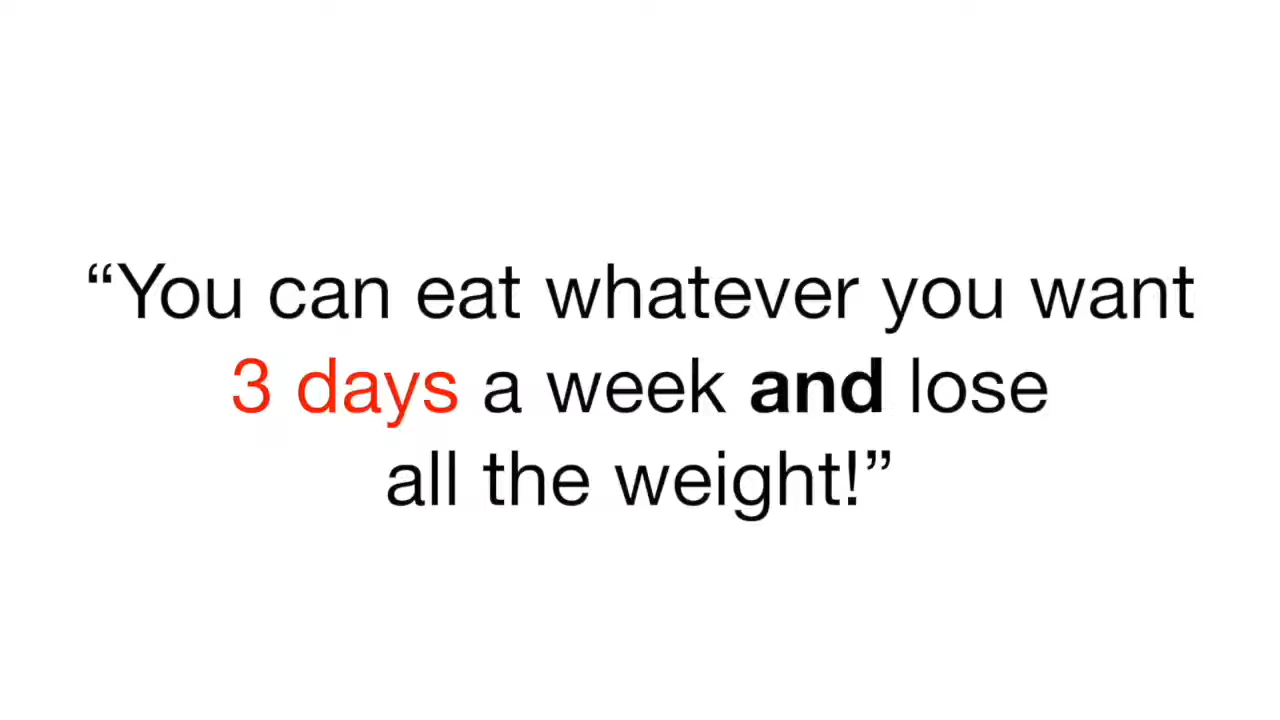 “You can eat whatever you want
3 days a week and lose
all the weight!”